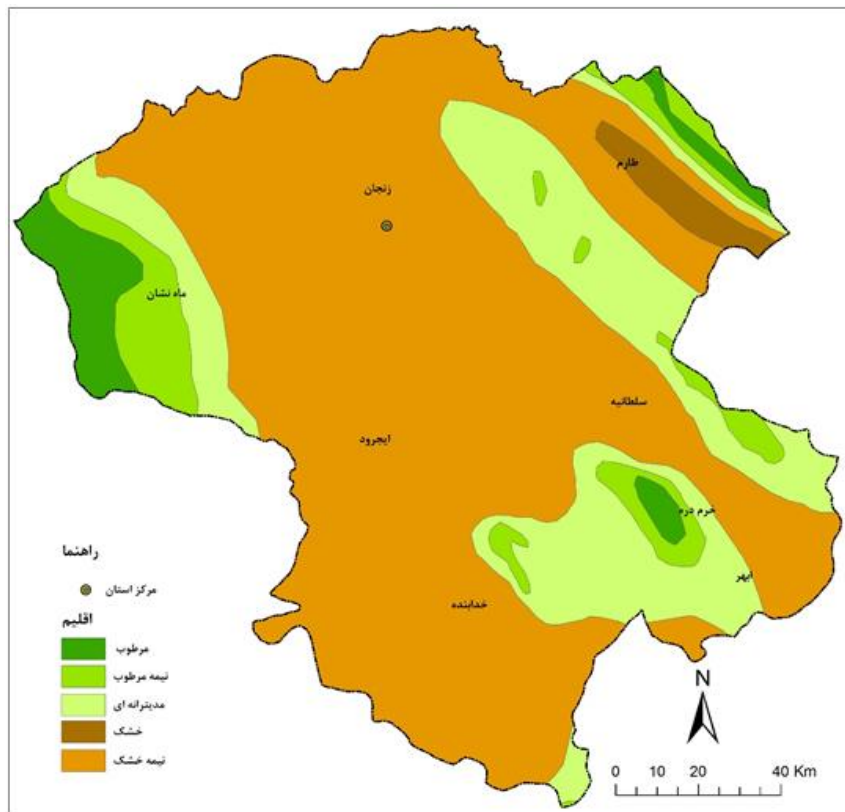 طارم
زنجان
ماه نشان
سلطانیه
ایجرود
خرم دره
ابهر
خدابنده
راهنما
مرکز استان
اقلیم
مرطوب
نیمه مرطوب
مدیترانه ای
خشک
نیمه خشک
N
0 10 20 40 Km